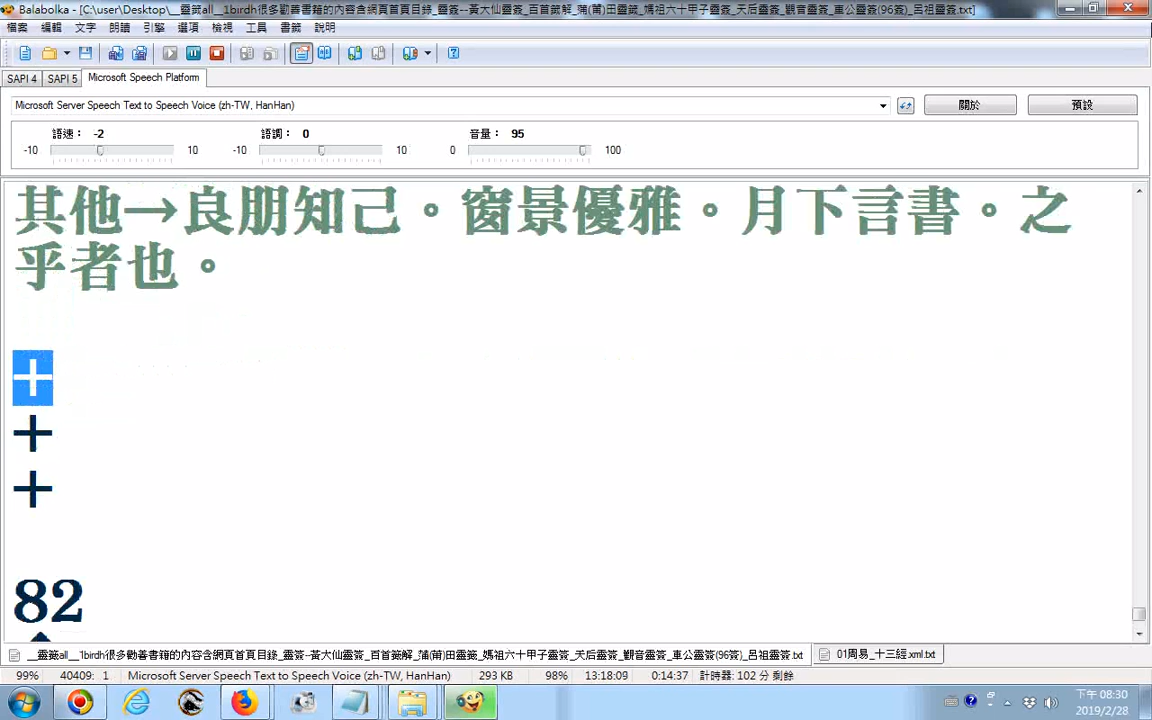 Balabolka - [C:\user\Desktop\__靈籤all__1birdh很多勸善書籍的內容含網頁首頁目錄_靈簽--黃大仙靈簽_百首籤解_蒲(莆)田靈籤_媽祖六十甲子靈簽_天后靈簽_觀音靈簽_車公靈簽(96簽)_呂祖靈簽.txt]
檔案 編輯 文字 朗讀 引擎 選項 檢視 工具 書籤 說明
SAPI 4 SAPI 5 Microsoft Speech Platform
Microsoft Server Speech Text to Speech Voice (zh-TW, HanHan) 關於 預設
語速： -2 語調： 0 音量： 95
-10 10 -10 10 0 100
其他→良朋知己。窗景優雅。月下言書。之
乎者也。
+
+
+
82
__靈籤all__1birdh很多勸善書籍的內容含網頁首頁目錄_靈簽--黃大仙靈簽_百首籤解_蒲(莆)田靈籤_媽祖六十甲子靈簽_天后靈簽_觀音靈簽_車公靈簽(96簽)_呂祖靈簽.txt 01周易_十三經.xml.txt
99% 40409: 1 Microsoft Server Speech Text to Speech Voice (zh-TW, HanHan) 293 KB 98% 13:18:09 0:14:37 計時器: 102 分 剩餘
下午 08:30
2019/2/28